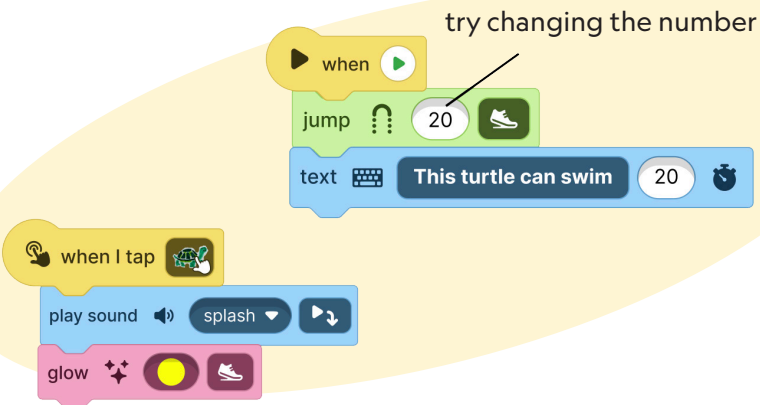 try changing the number
when
jump 20
text This turtle can swim 20
when I tap
play sound splash
glow